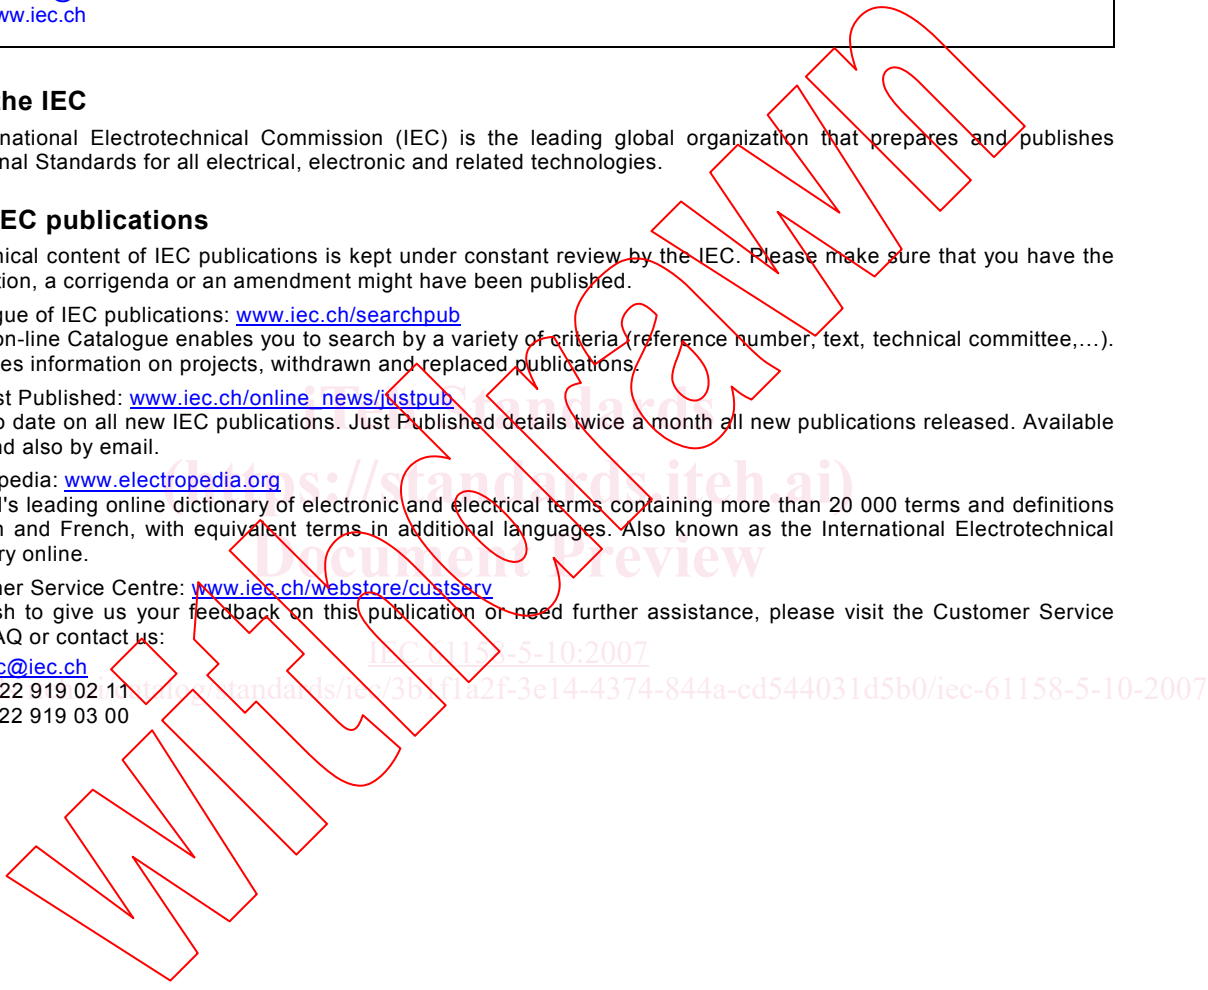 ww.iec.ch
the IEC
national Electrotechnical Commission (IEC) is the leading global organization that prepares and publishes
nal Standards for all electrical, electronic and related technologies.
EC publications
nical content of IEC publications is kept under constant review by the IEC. Please make sure that you have the
tion, a corrigenda or an amendment might have been published.
gue of IEC publications: www.iec.ch/searchpub
on-line Catalogue enables you to search by a variety of criteria (reference number, text, technical committee,…).
es information on projects, withdrawn and replaced publications.
iTeh Standards
st Published: www.iec.ch/online_news/justpub
o date on all new IEC publications. Just Published details twice a month all new publications released. Available
nd also by email.
(https://standards.iteh.ai)
pedia: www.electropedia.org
l's leading online dictionary of electronic and electrical terms containing more than 20 000 terms and definitions
n and French, with equivalent terms in additional languages. Also known as the International Electrotechnical
ry online.
Document Preview
mer Service Centre: www.iec.ch/webstore/custserv
sh to give us your feedback on this publication or need further assistance, please visit the Customer Service
AQ or contact us:
IEC 61158-5-10:2007
c@iec.ch
22 919 02 11
standards/iec/3b1f1a2f-3e14-4374-844a-cd544031d5b0/iec-61158-5-10-2007
22 919 03 00
withdrawn